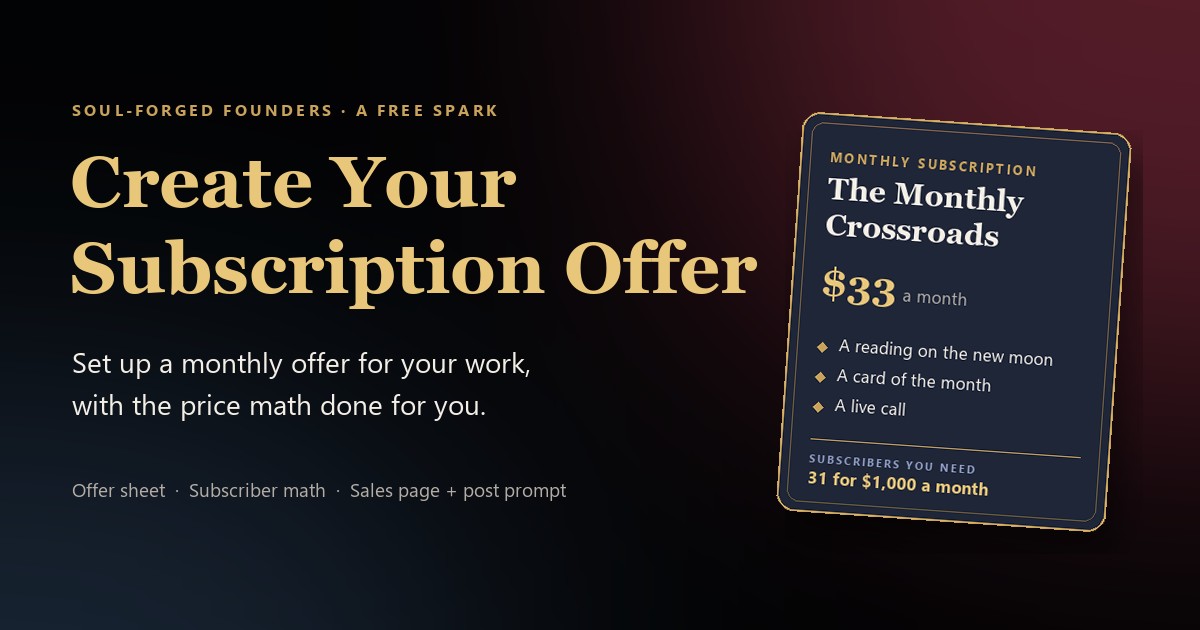 SOUL-FORGED FOUNDERS · A FREE SPARK
Create Your
Subscription Offer
Set up a monthly offer for your work,
with the price math done for you.
Offer sheet · Subscriber math · Sales page + post prompt
MONTHLY SUBSCRIPTION
The Monthly
Crossroads
$33 a month
A reading on the new moon
A card of the month
A live call
SUBSCRIBERS YOU NEED
31 for $1,000 a month